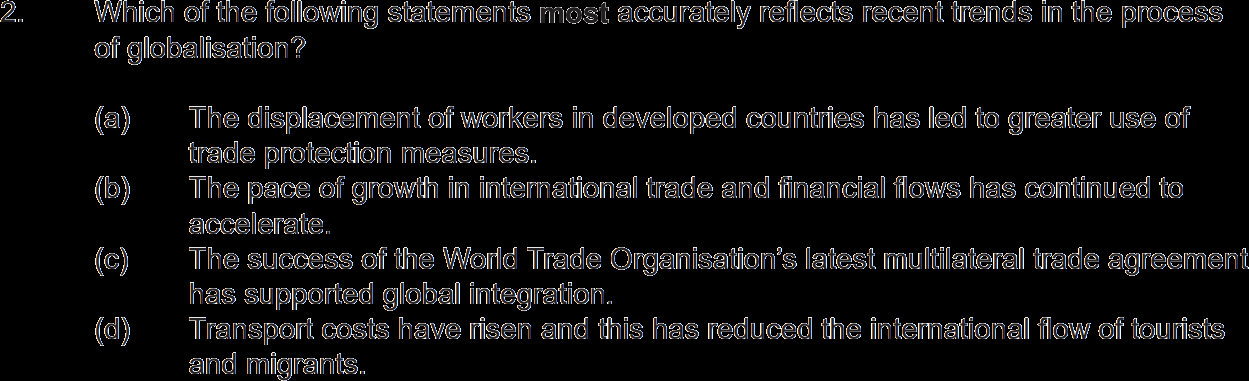 2. Which of the following statements most accurately reflects recent trends in the process
of globalisation?
(a) The displacement of workers in developed countries has led to greater use of
trade protection measures.
(b) The pace of growth in international trade and financial flows has continued to
accelerate.
(c) The success of the World Trade Organisation's latest multilateral trade agreement
has supported global integration.
(d) Transport costs have risen and this has reduced the international flow of tourists
and migrants.